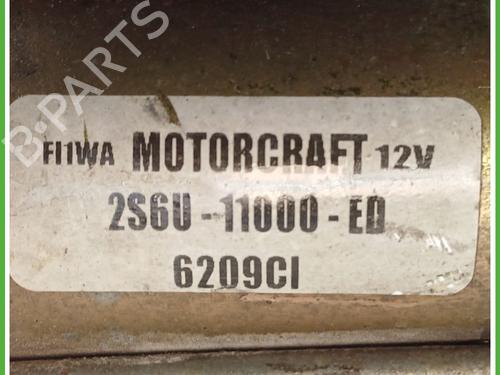 B-PARTS
FI1WA MOTORCRAFT 12V
2S6U-11000-ED
6209CI